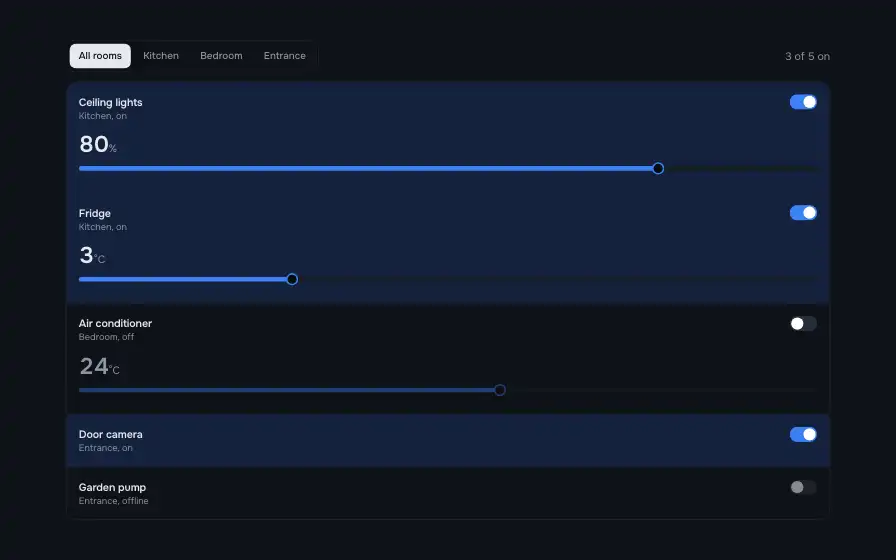 All rooms Kitchen Bedroom Entrance 3 of 5 on
Ceiling lights
Kitchen, on
80%
Fridge
Kitchen, on
3°C
Air conditioner
Bedroom, off
24°C
Door camera
Entrance, on
Garden pump
Entrance, offline